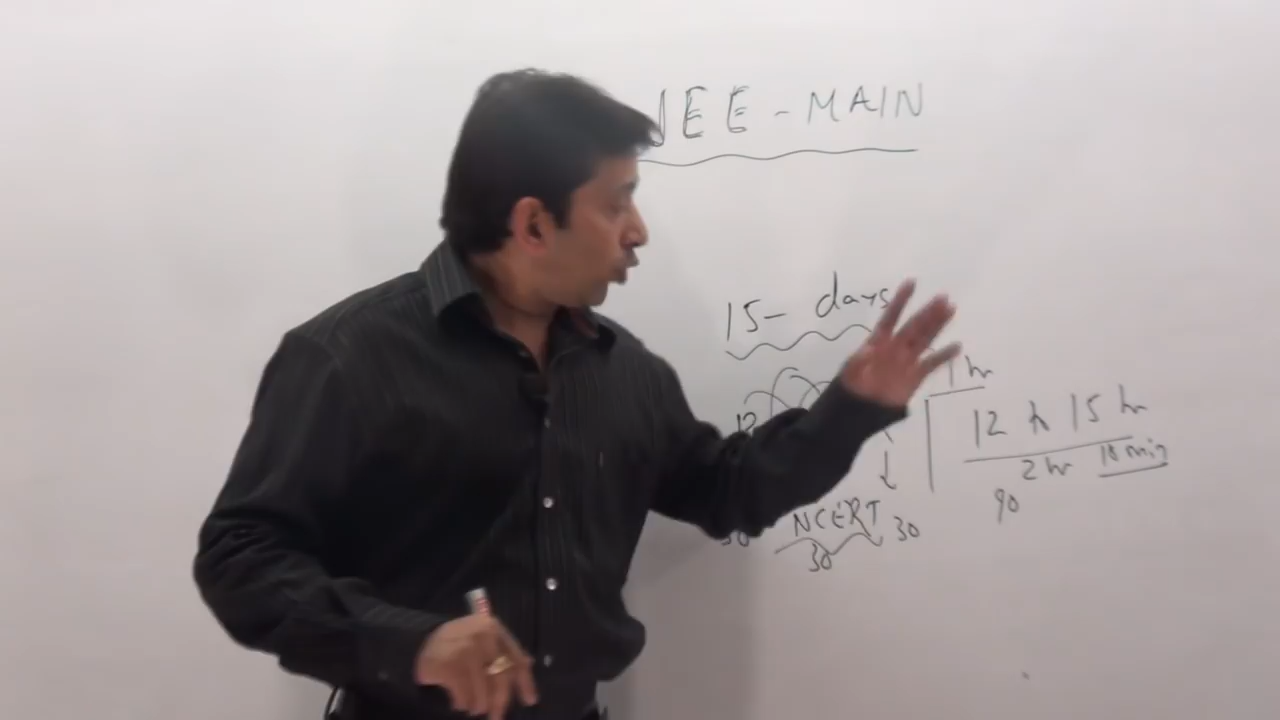 JEE - MAIN
15- days
1 hr
12 h 15 hr
2 hr 10 min
90
NCERT 30
30